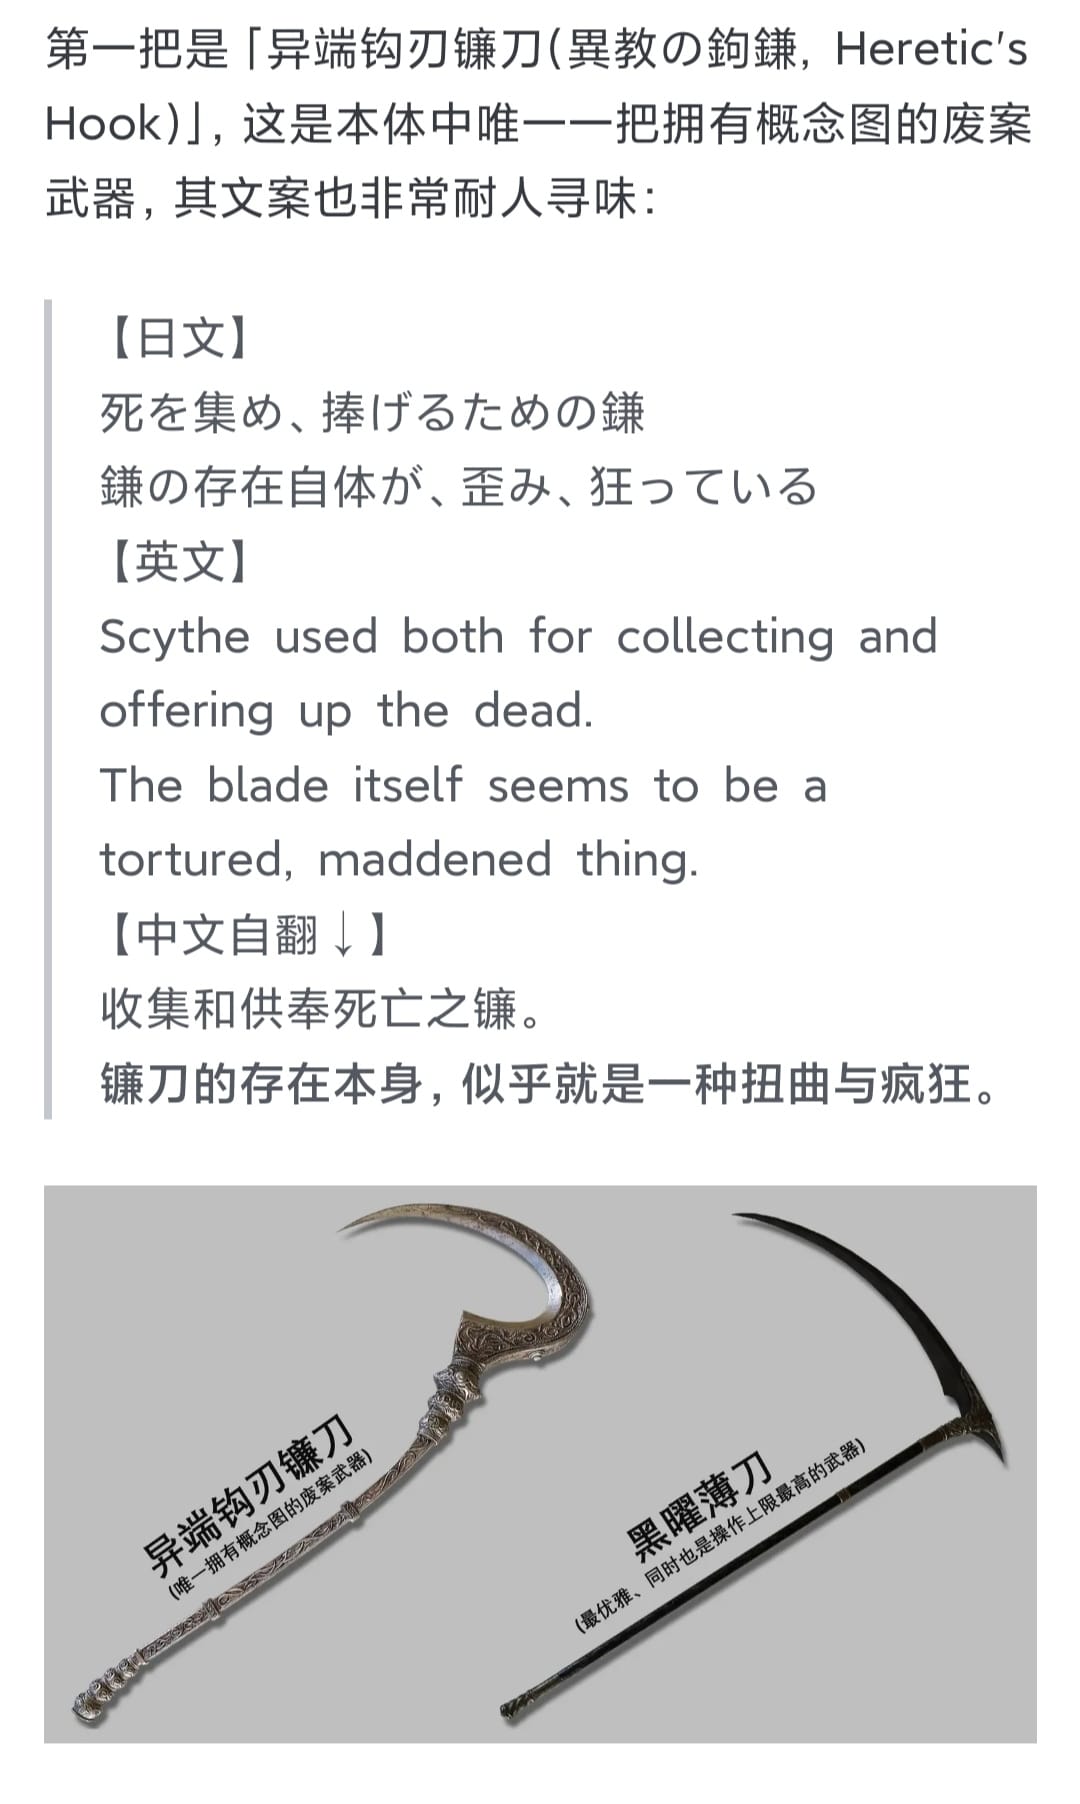 第一把是「异端钩刃镰刀(異教の鉤鎌, Heretic's
Hook)」, 这是本体中唯一一把拥有概念图的废案
武器, 其文案也非常耐人寻味:
【日文】
死を集め、捧げるための鎌
鎌の存在自体が、歪み、狂っている
【英文】
Scythe used both for collecting and
offering up the dead.
The blade itself seems to be a
tortured, maddened thing.
【中文自翻↓】
收集和供奉死亡之镰。
镰刀的存在本身, 似乎就是一种扭曲与疯狂。
异端钩刃镰刀
(唯一拥有概念图的废案武器)
黑曜薄刀
(最优雅、同时也是操作上限最高的武器)